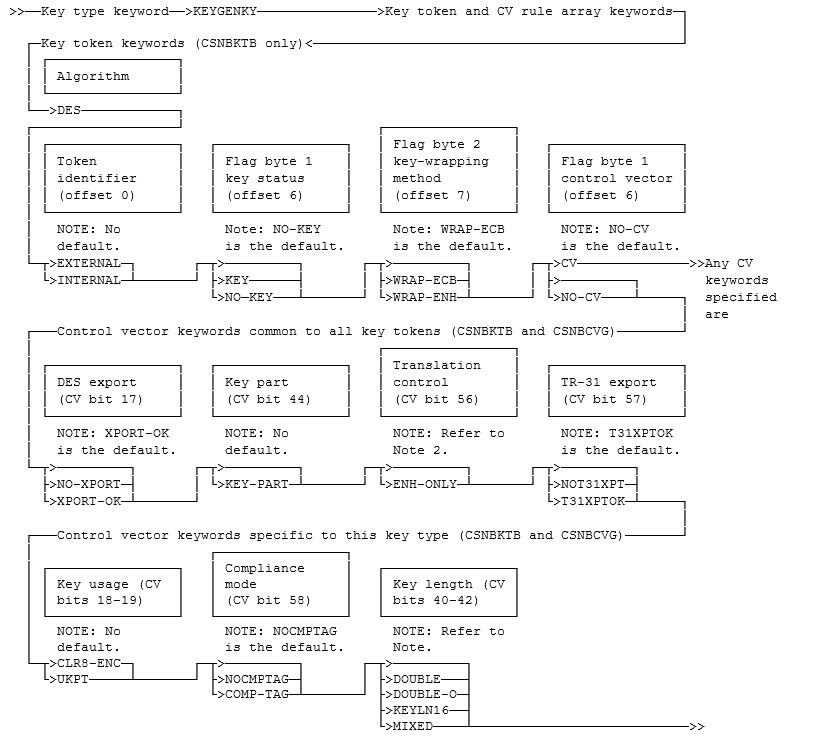 >>—Key type keyword—>KEYGENKY————>Key token and CV rule array keywords
Key token keywords (CSNBKTB only)<
Algorithm
>DES
Token identifier (offset 0)
Flag byte 1 key status (offset 6)
Flag byte 2 key-wrapping method (offset 7)
Flag byte 1 control vector (offset 6)
NOTE: No default.
Note: NO-KEY is the default.
Note: WRAP-ECB is the default.
NOTE: NO-CV is the default.
>EXTERNAL
>INTERNAL
>
>KEY
>NO-KEY
>
>WRAP-ECB
>WRAP-ENH
>CV————>>Any CV keywords specified are
>
>NO-CV
Control vector keywords common to all key tokens (CSNBKTB and CSNBCVG)
DES export (CV bit 17)
Key part (CV bit 44)
Translation control (CV bit 56)
TR-31 export (CV bit 57)
NOTE: XPORT-OK is the default.
NOTE: No default.
NOTE: Refer to Note 2.
NOTE: T31XPTOK is the default.
>
>NO-XPORT
>XPORT-OK
>
>KEY-PART
>
>ENH-ONLY
>
>NOT31XPT
>T31XPTOK
Control vector keywords specific to this key type (CSNBKTB and CSNBCVG)
Key usage (CV bits 18-19)
Compliance mode (CV bit 58)
Key length (CV bits 40-42)
NOTE: No default.
NOTE: NOCMPTAG is the default.
NOTE: Refer to Note.
>CLR8-ENC
>UKPT
>
>NOCMPTAG
>COMP-TAG
>
>DOUBLE
>DOUBLE-O
>KEYLN16
>MIXED————>>